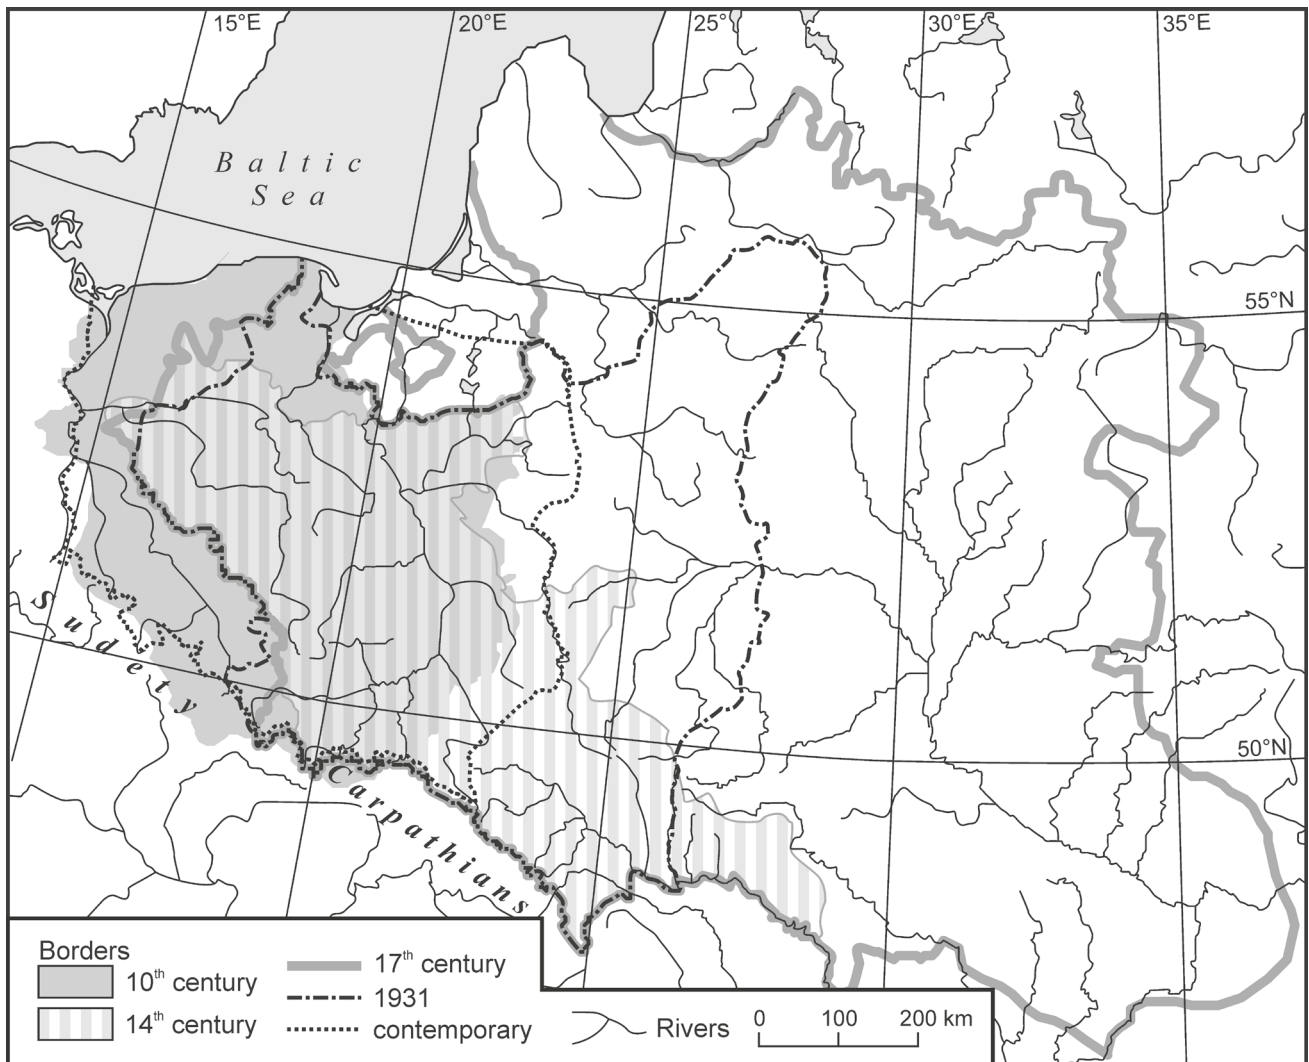 15°E
20°E
25°E
30°E
35°E
Baltic
Sea
55°N
Sudety
50°N
Carpathians
Borders
10th century
14th century
17th century
1931
contemporary
Rivers
0 100 200 km